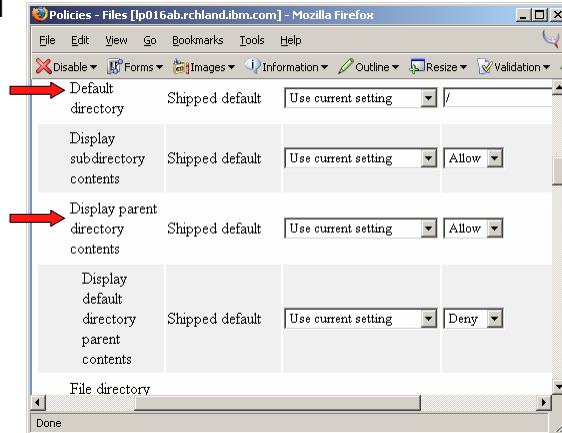 Policies - Files [lp016ab.rchland.ibm.com] - Mozilla Firefox
File Edit View Go Bookmarks Tools Help
Disable Forms Images Information Outline Resize Validation
Default directory Shipped default Use current setting /
Display subdirectory contents Shipped default Use current setting Allow
Display parent directory contents Shipped default Use current setting Allow
Display default directory parent contents Shipped default Use current setting Deny
File directory
Done